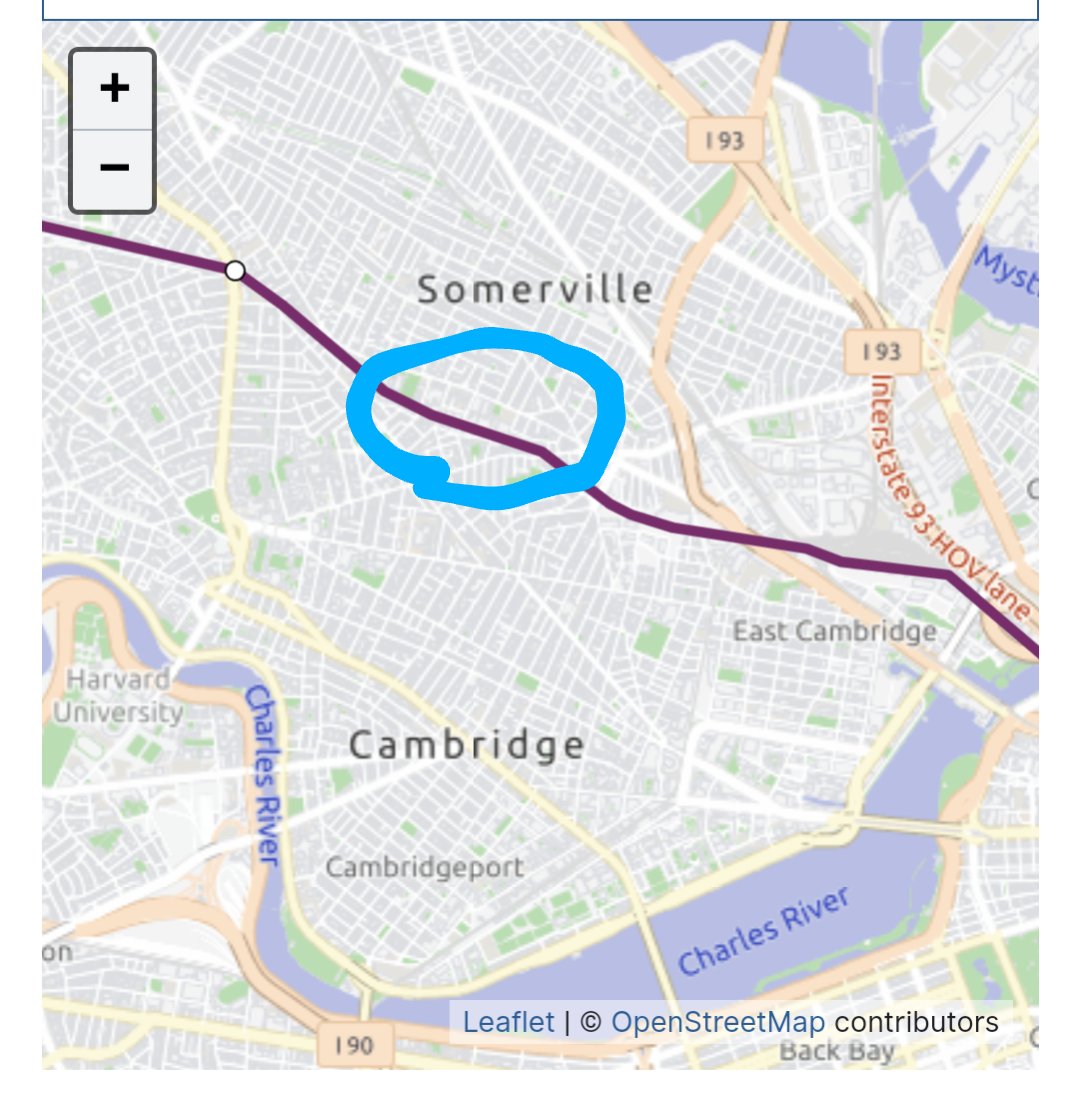 +
−
I 93
Somerville
Myst
I 93
Interstate 93 HOV lane
East Cambridge
Harvard
University
Charles River
Cambridge
Cambridgeport
Charles River
on
Leaflet | © OpenStreetMap contributors
I 90
Back Bay